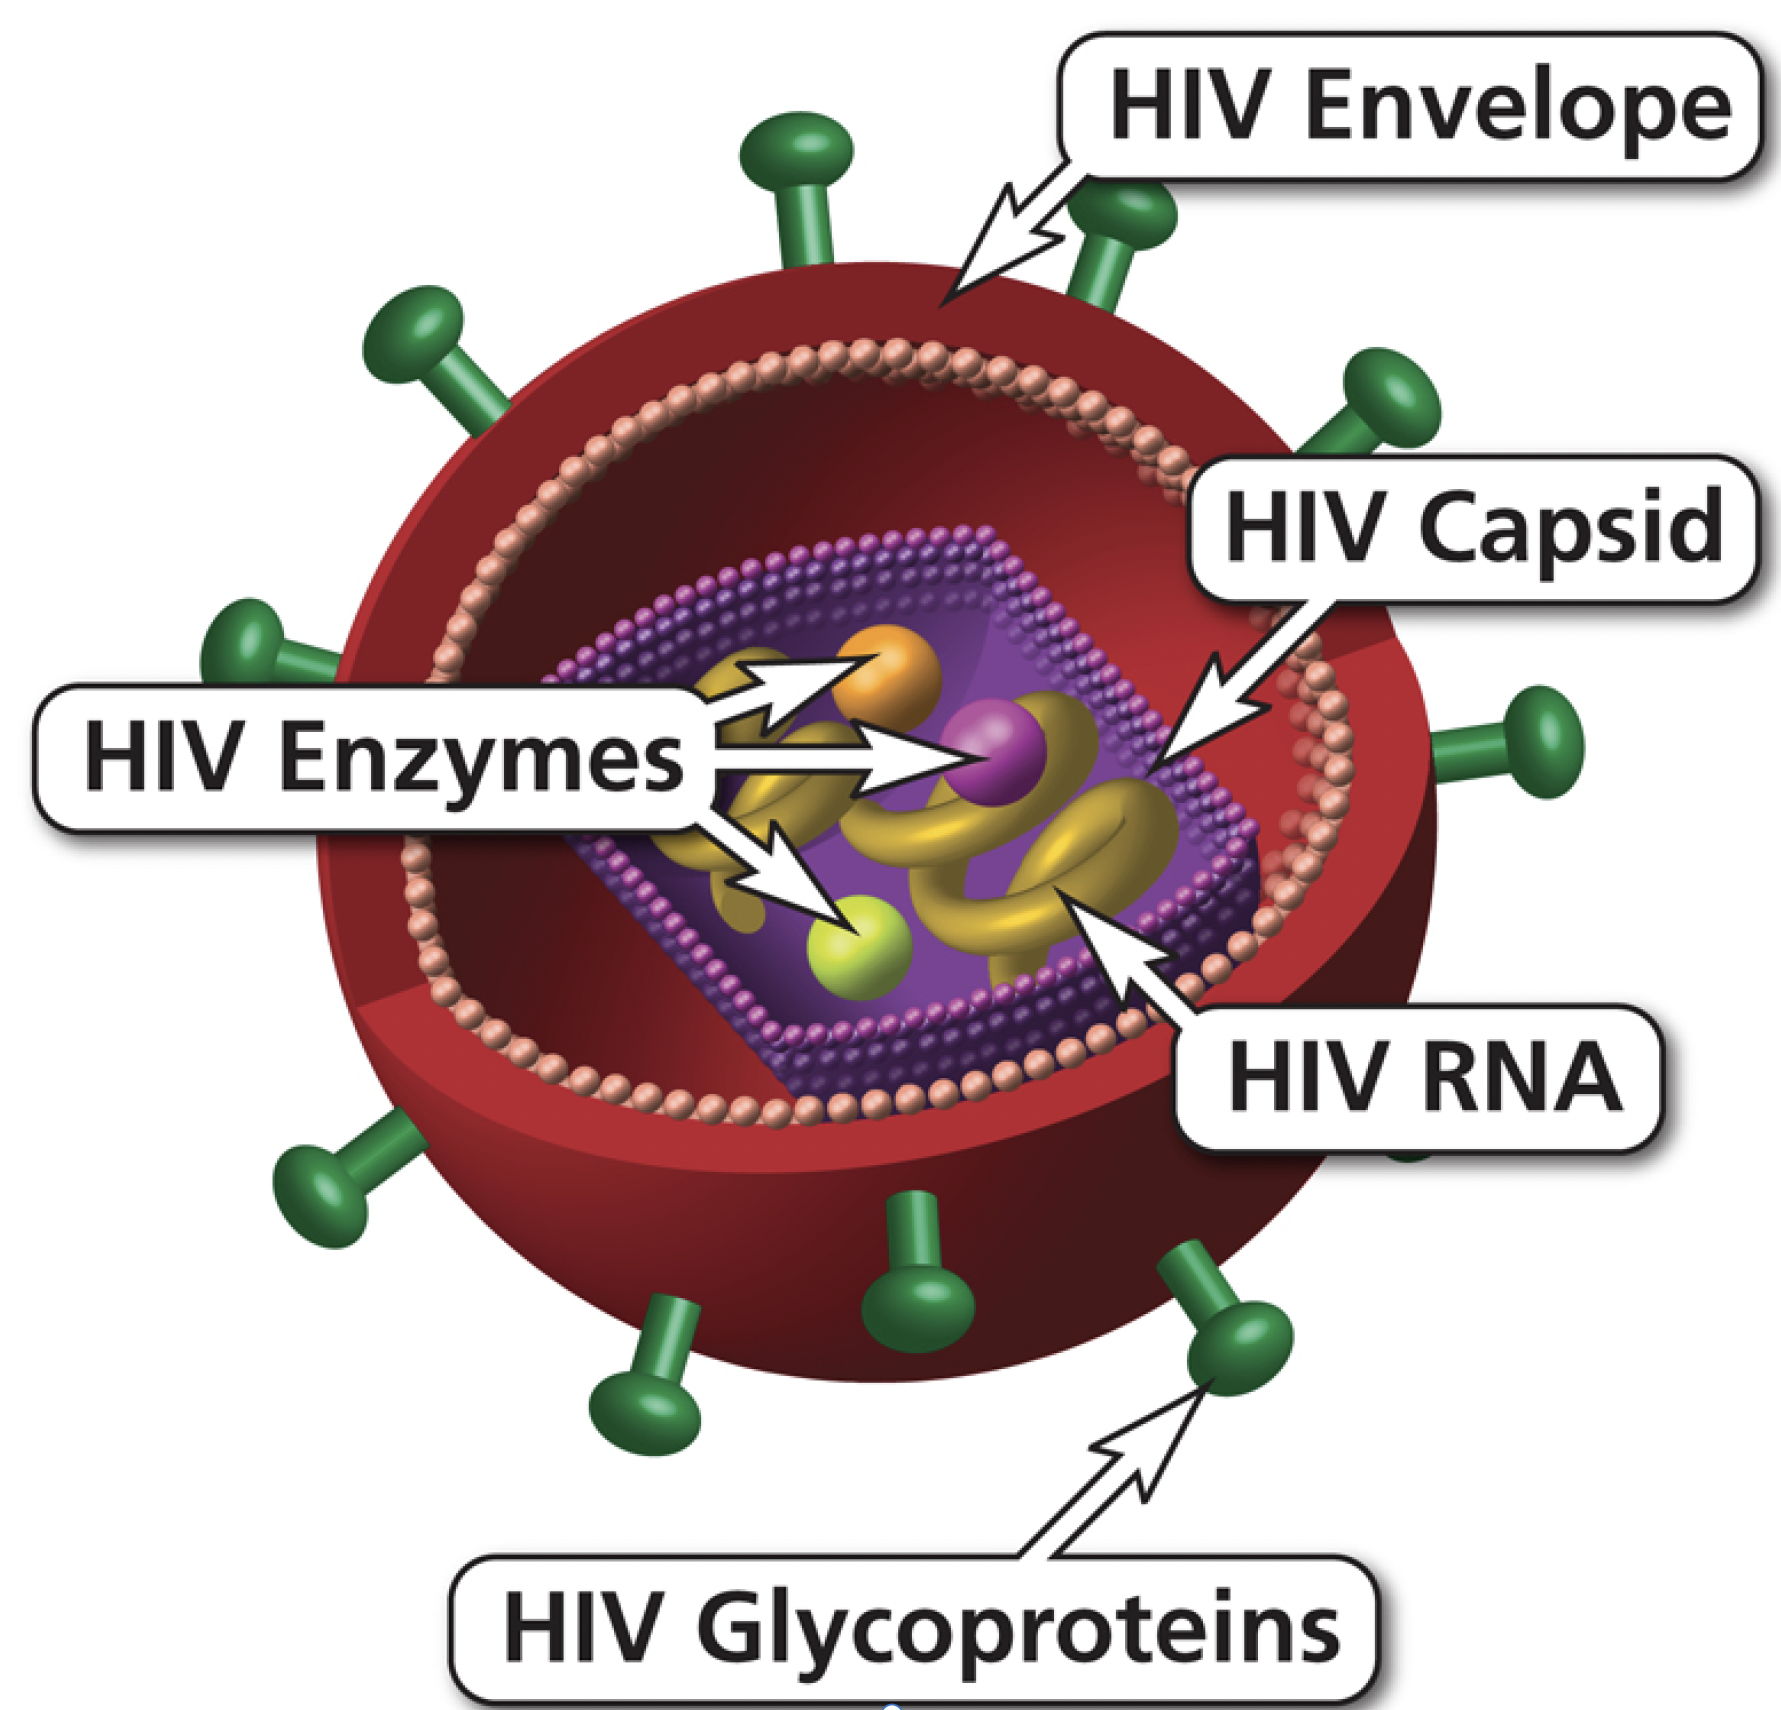 HIV Envelope
HIV Capsid
HIV Enzymes
HIV RNA
HIV Glycoproteins